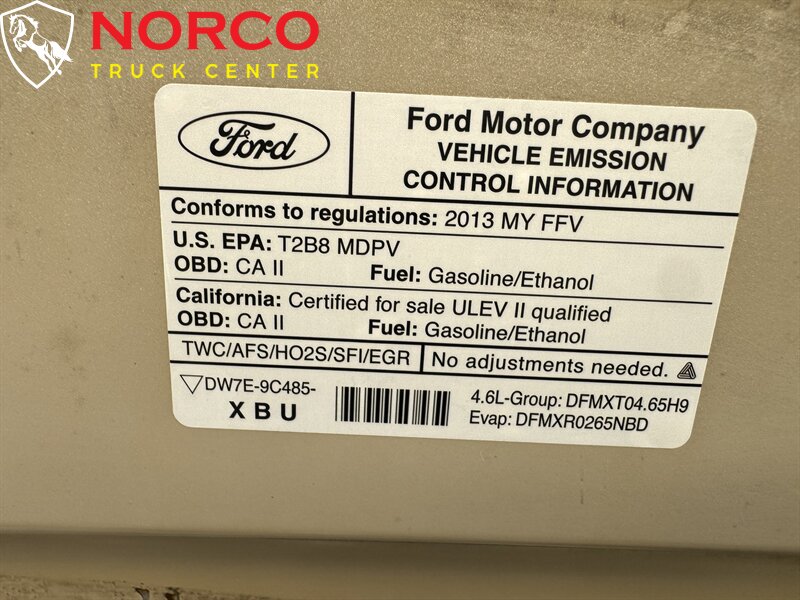 NORCO
TRUCK CENTER
Ford
Ford Motor Company
VEHICLE EMISSION
CONTROL INFORMATION
Conforms to regulations: 2013 MY FFV
U.S. EPA: T2B8 MDPV
OBD: CA II Fuel: Gasoline/Ethanol
California: Certified for sale ULEV II qualified
OBD: CA II Fuel: Gasoline/Ethanol
TWC/AFS/HO2S/SFI/EGR No adjustments needed.
DW7E-9C485-
XBU
4.6L-Group: DFMXT04.65H9
Evap: DFMXR0265NBD